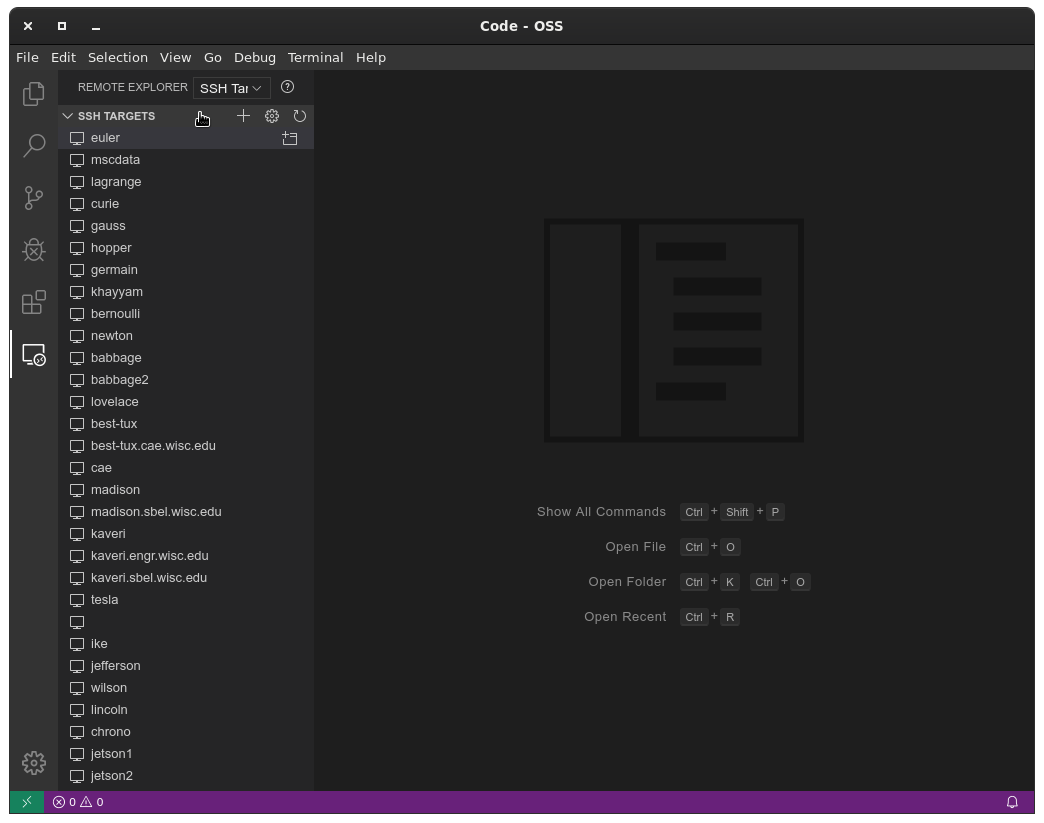 Code - OSS
File Edit Selection View Go Debug Terminal Help
REMOTE EXPLORER SSH Tar
SSH TARGETS
euler
mscdata
lagrange
curie
gauss
hopper
germain
khayyam
bernoulli
newton
babbage
babbage2
lovelace
best-tux
best-tux.cae.wisc.edu
cae
madison
madison.sbel.wisc.edu
kaveri
kaveri.engr.wisc.edu
kaveri.sbel.wisc.edu
tesla
ike
jefferson
wilson
lincoln
chrono
jetson1
jetson2
Show All Commands Ctrl + Shift + P
Open File Ctrl + O
Open Folder Ctrl + K Ctrl + O
Open Recent Ctrl + R
0 0